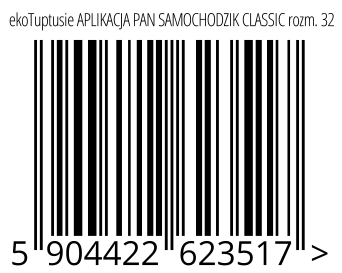 ekoTuptusie APLIKACJA PAN SAMOCHODZIK CLASSIC rozm. 32
5 904422 623517 >